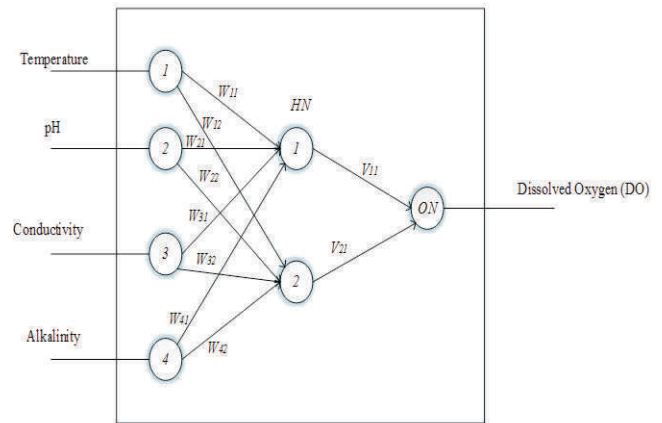 Temperature
1
W11
HN
W12
pH
2
W21
1
W22
V11
ON
Dissolved Oxygen (DO)
W31
Conductivity
3
W32
2
V21
W41
Alkalinity
4
W42